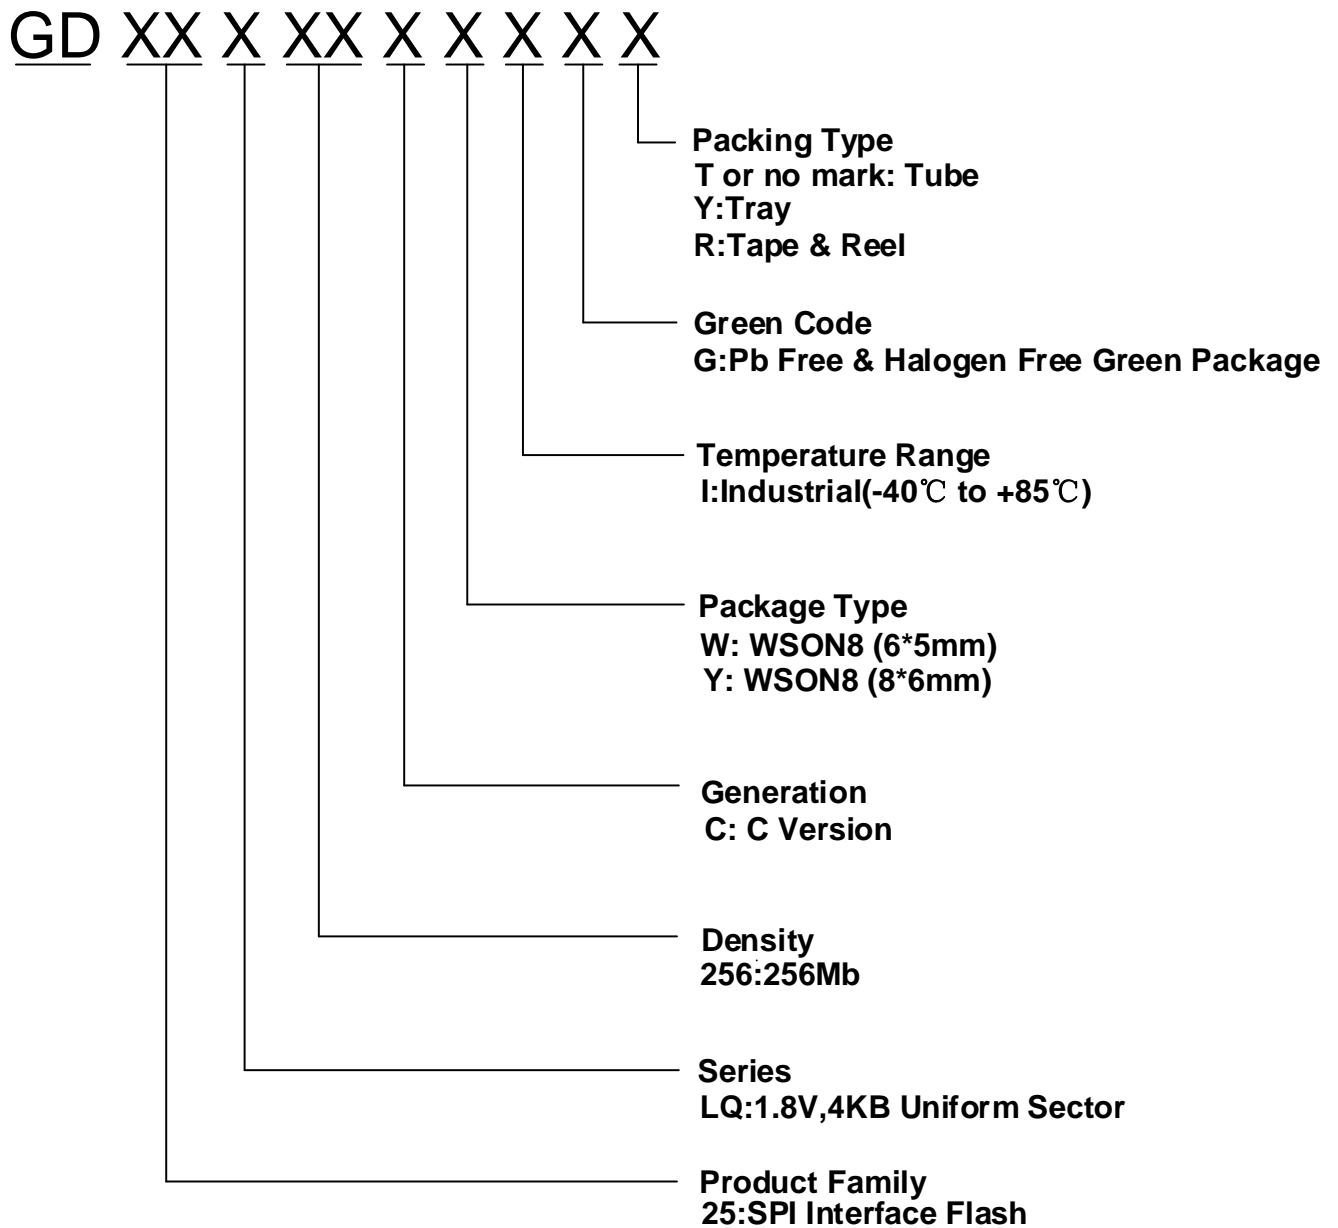 GD XX X XX X X X X X
Packing Type
T or no mark: Tube
Y:Tray
R:Tape & Reel
Green Code
G:Pb Free & Halogen Free Green Package
Temperature Range
I:Industrial(-40℃ to +85℃)
Package Type
W: WSON8 (6*5mm)
Y: WSON8 (8*6mm)
Generation
C: C Version
Density
256:256Mb
Series
LQ:1.8V,4KB Uniform Sector
Product Family
25:SPI Interface Flash